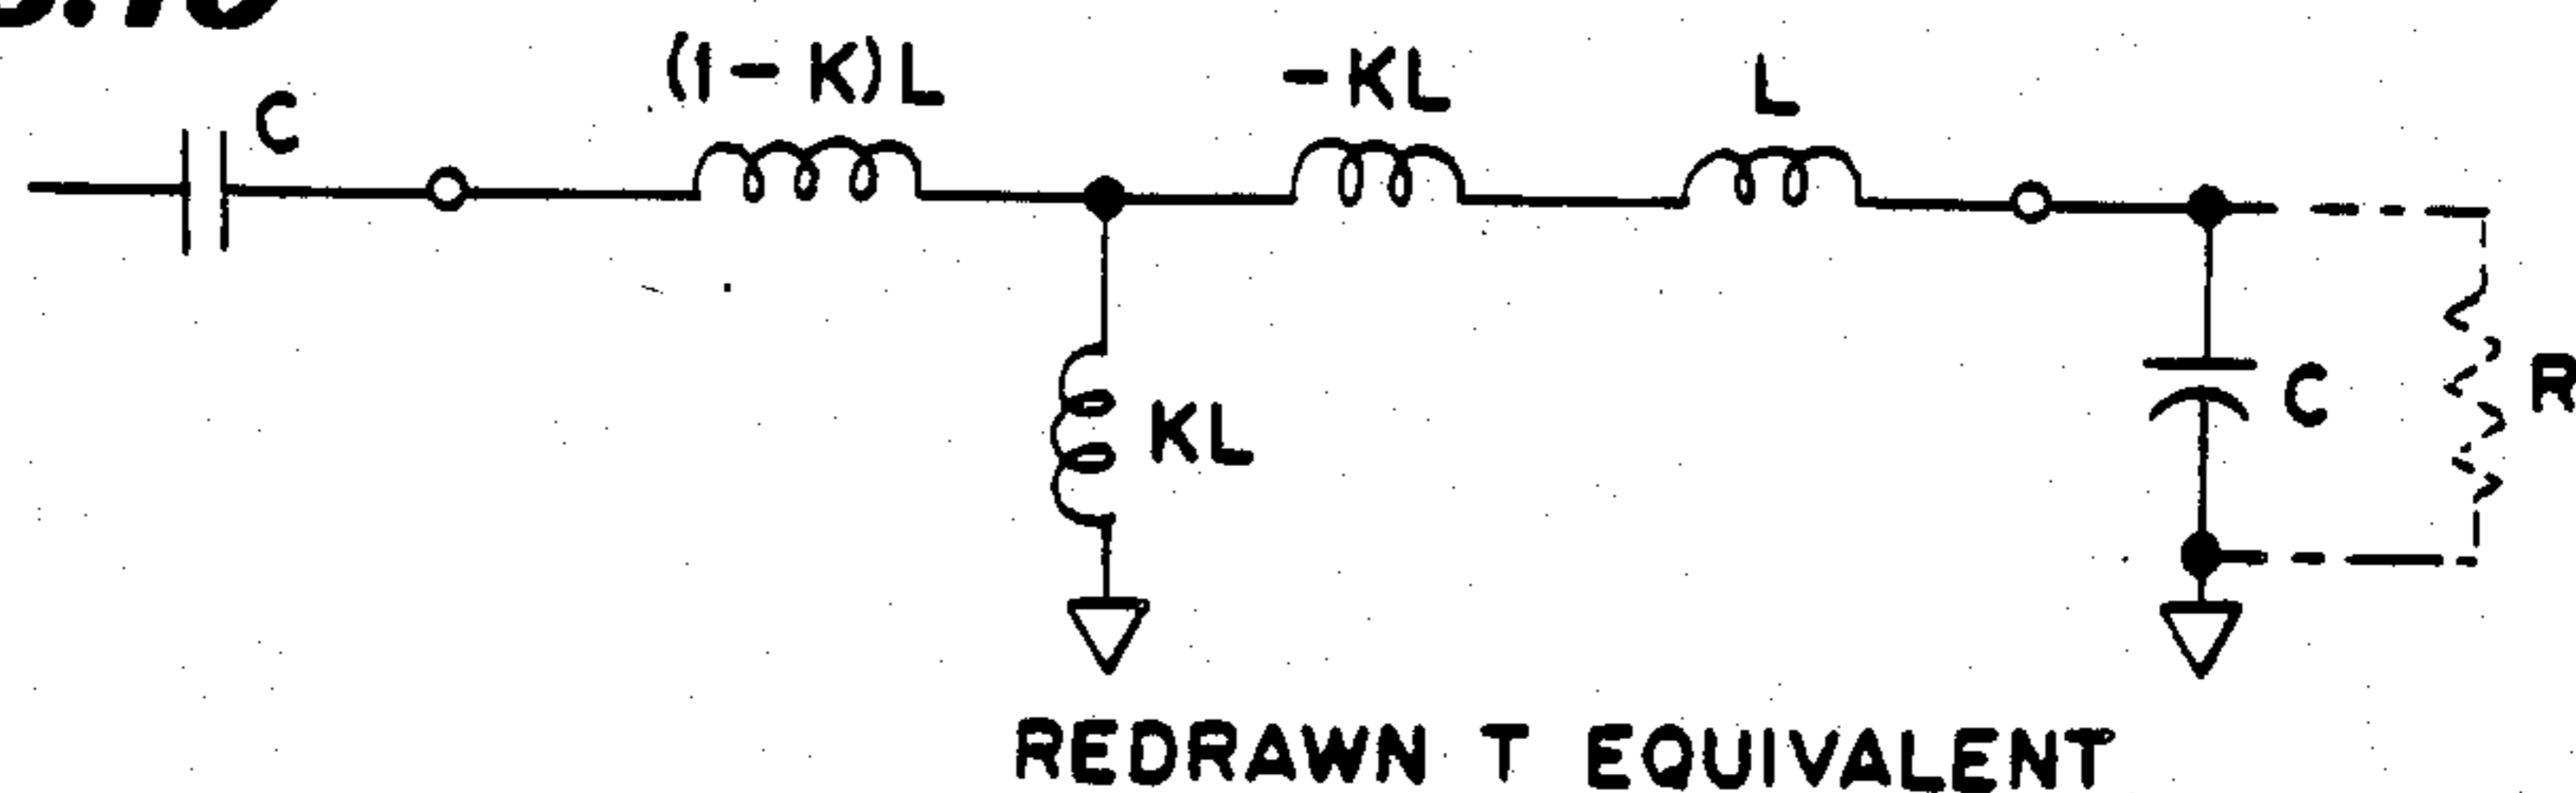 (1-K)L
-KL
L
C
KL
C
R
REDRAWN T EQUIVALENT